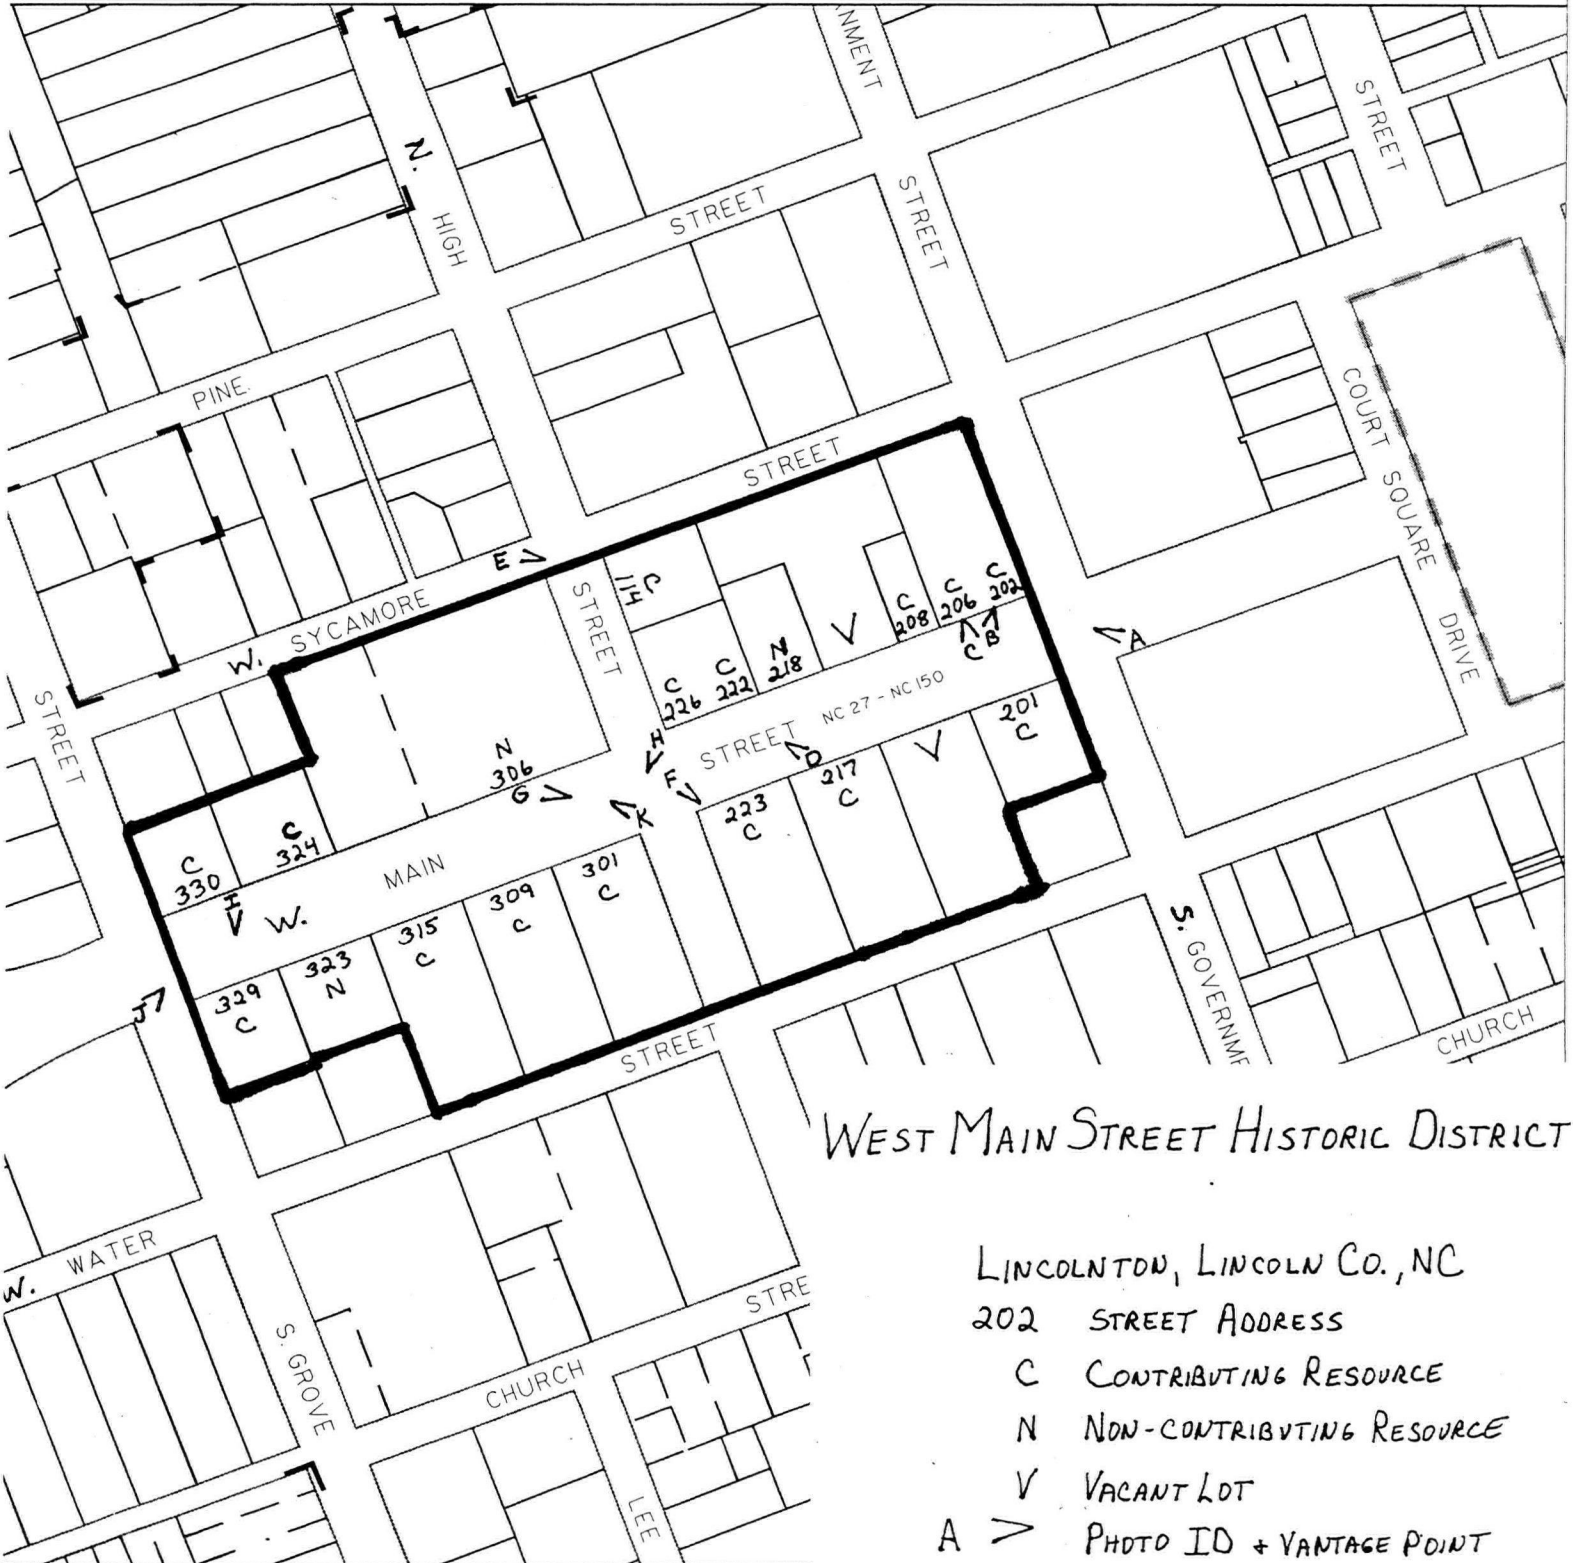 NMENT
STREET
N.
HIGH
STREET
STREET
PINE
COURT SQUARE
DRIVE
STREET
E >
114
C
STREET
W. SYCAMORE
STREET
C
202
C
206
C
208
V
N
218
C
222
C
226
B
C
A
NC 27 - NC 150
STREET
201
C
V
D
217
C
223
C
H
F
K
N
306
G >
STREET
C
324
C
330
H
MAIN
W.
301
C
309
C
315
C
323
N
329
C
J
S. GOVERNME
CHURCH
STREET
WEST MAIN STREET HISTORIC DISTRICT
W. WATER
LINCOLNTON, LINCOLN CO., NC
202 STREET ADDRESS
C CONTRIBUTING RESOURCE
N NON-CONTRIBUTING RESOURCE
V VACANT LOT
A > PHOTO ID + VANTAGE POINT
STRE
CHURCH
S. GROVE
LEE